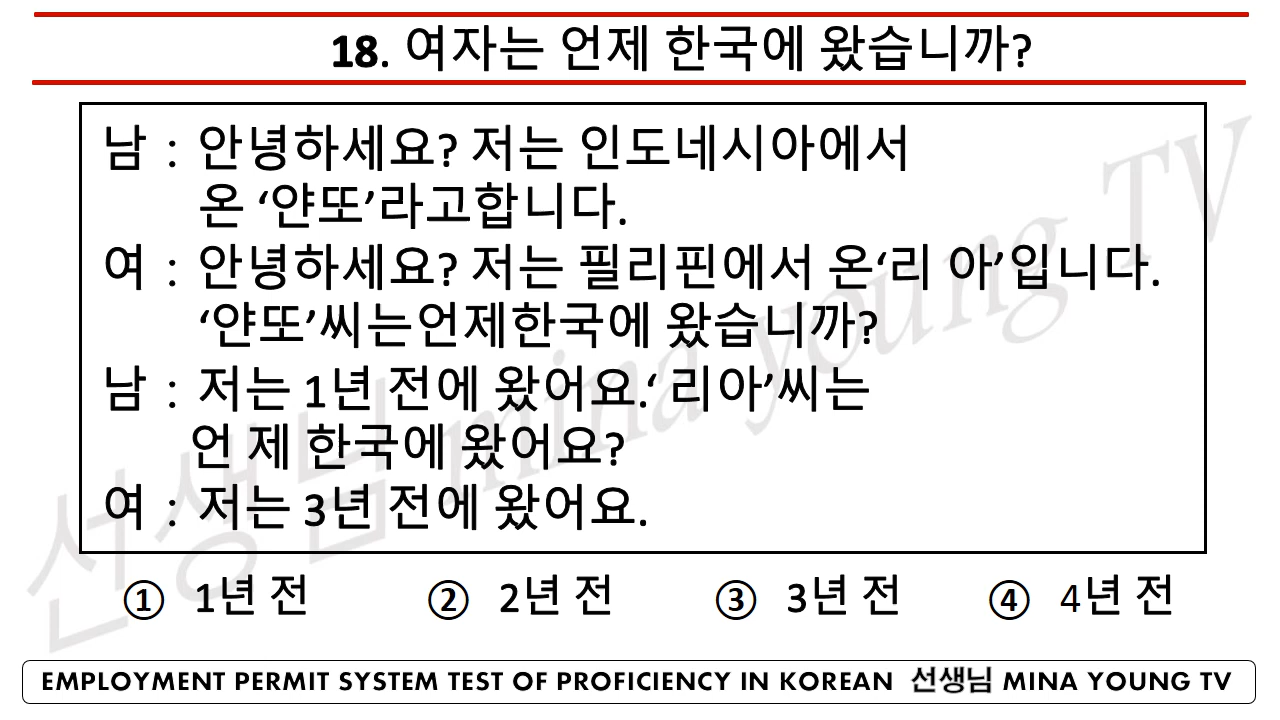 18. 여자는 언제 한국에 왔습니까?
남 : 안녕하세요? 저는 인도네시아에서
온 ‘얀또’라고합니다.
여 : 안녕하세요? 저는 필리핀에서 온‘리 아’입니다.
‘얀또’씨는언제한국에 왔습니까?
남 : 저는 1년 전에 왔어요.‘ 리아’씨는
언 제 한국에 왔어요?
여 : 저는 3년 전에 왔어요.
① 1년 전 ② 2년 전 ③ 3년 전 ④ 4년 전
선생님 mina young TV
EMPLOYMENT PERMIT SYSTEM TEST OF PROFICIENCY IN KOREAN 선생님 MINA YOUNG TV